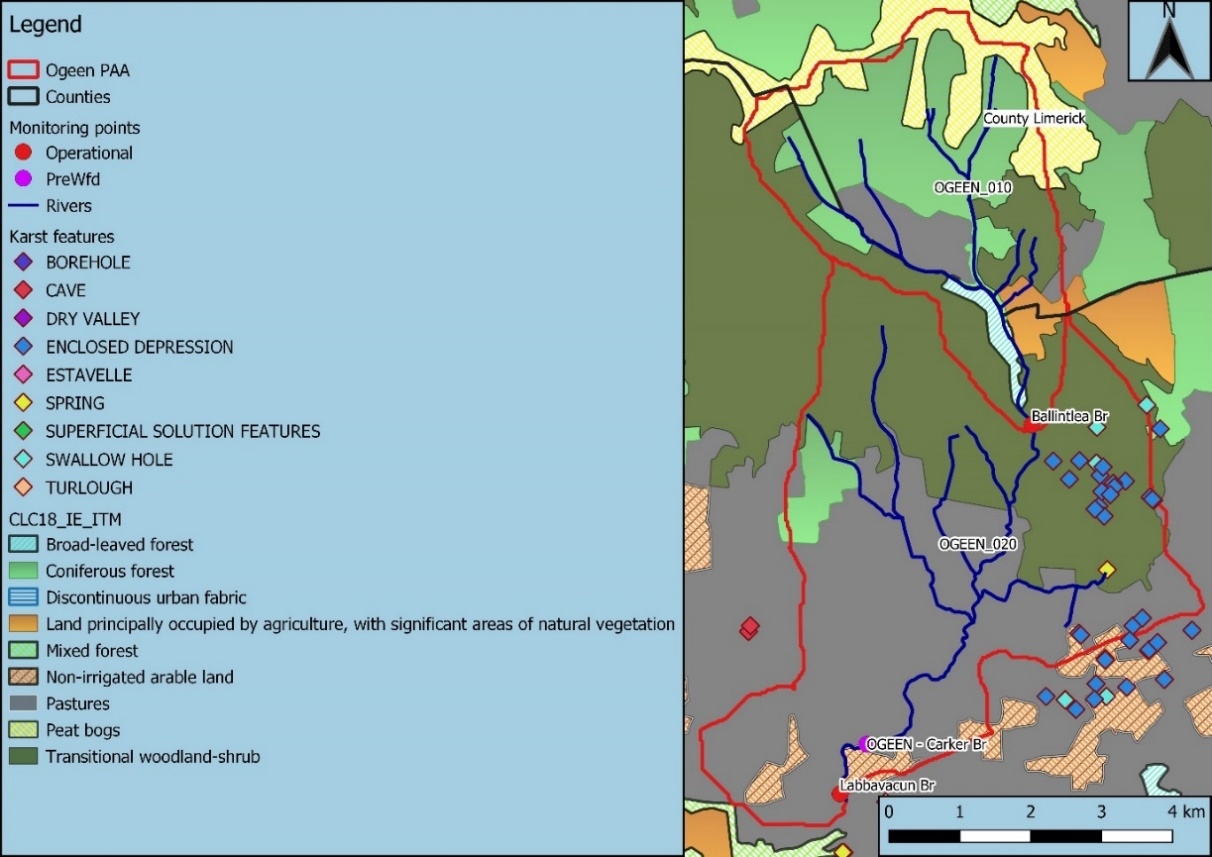 Legend
Ogeen PAA
Counties
Monitoring points
Operational
PreWfd
Rivers
Karst features
BOREHOLE
CAVE
DRY VALLEY
ENCLOSED DEPRESSION
ESTAVELLE
SPRING
SUPERFICIAL SOLUTION FEATURES
SWALLOW HOLE
TURLOUGH
CLC18_IE_ITM
Broad-leaved forest
Coniferous forest
Discontinuous urban fabric
Land principally occupied by agriculture, with significant areas of natural vegetation
Mixed forest
Non-irrigated arable land
Pastures
Peat bogs
Transitional woodland-shrub
N
County Limerick
OGEEN_010
Ballintlea Br
OGEEN_020
OGEEN - Carker Br
Labbavacun Br
0 1 2 3 4 km